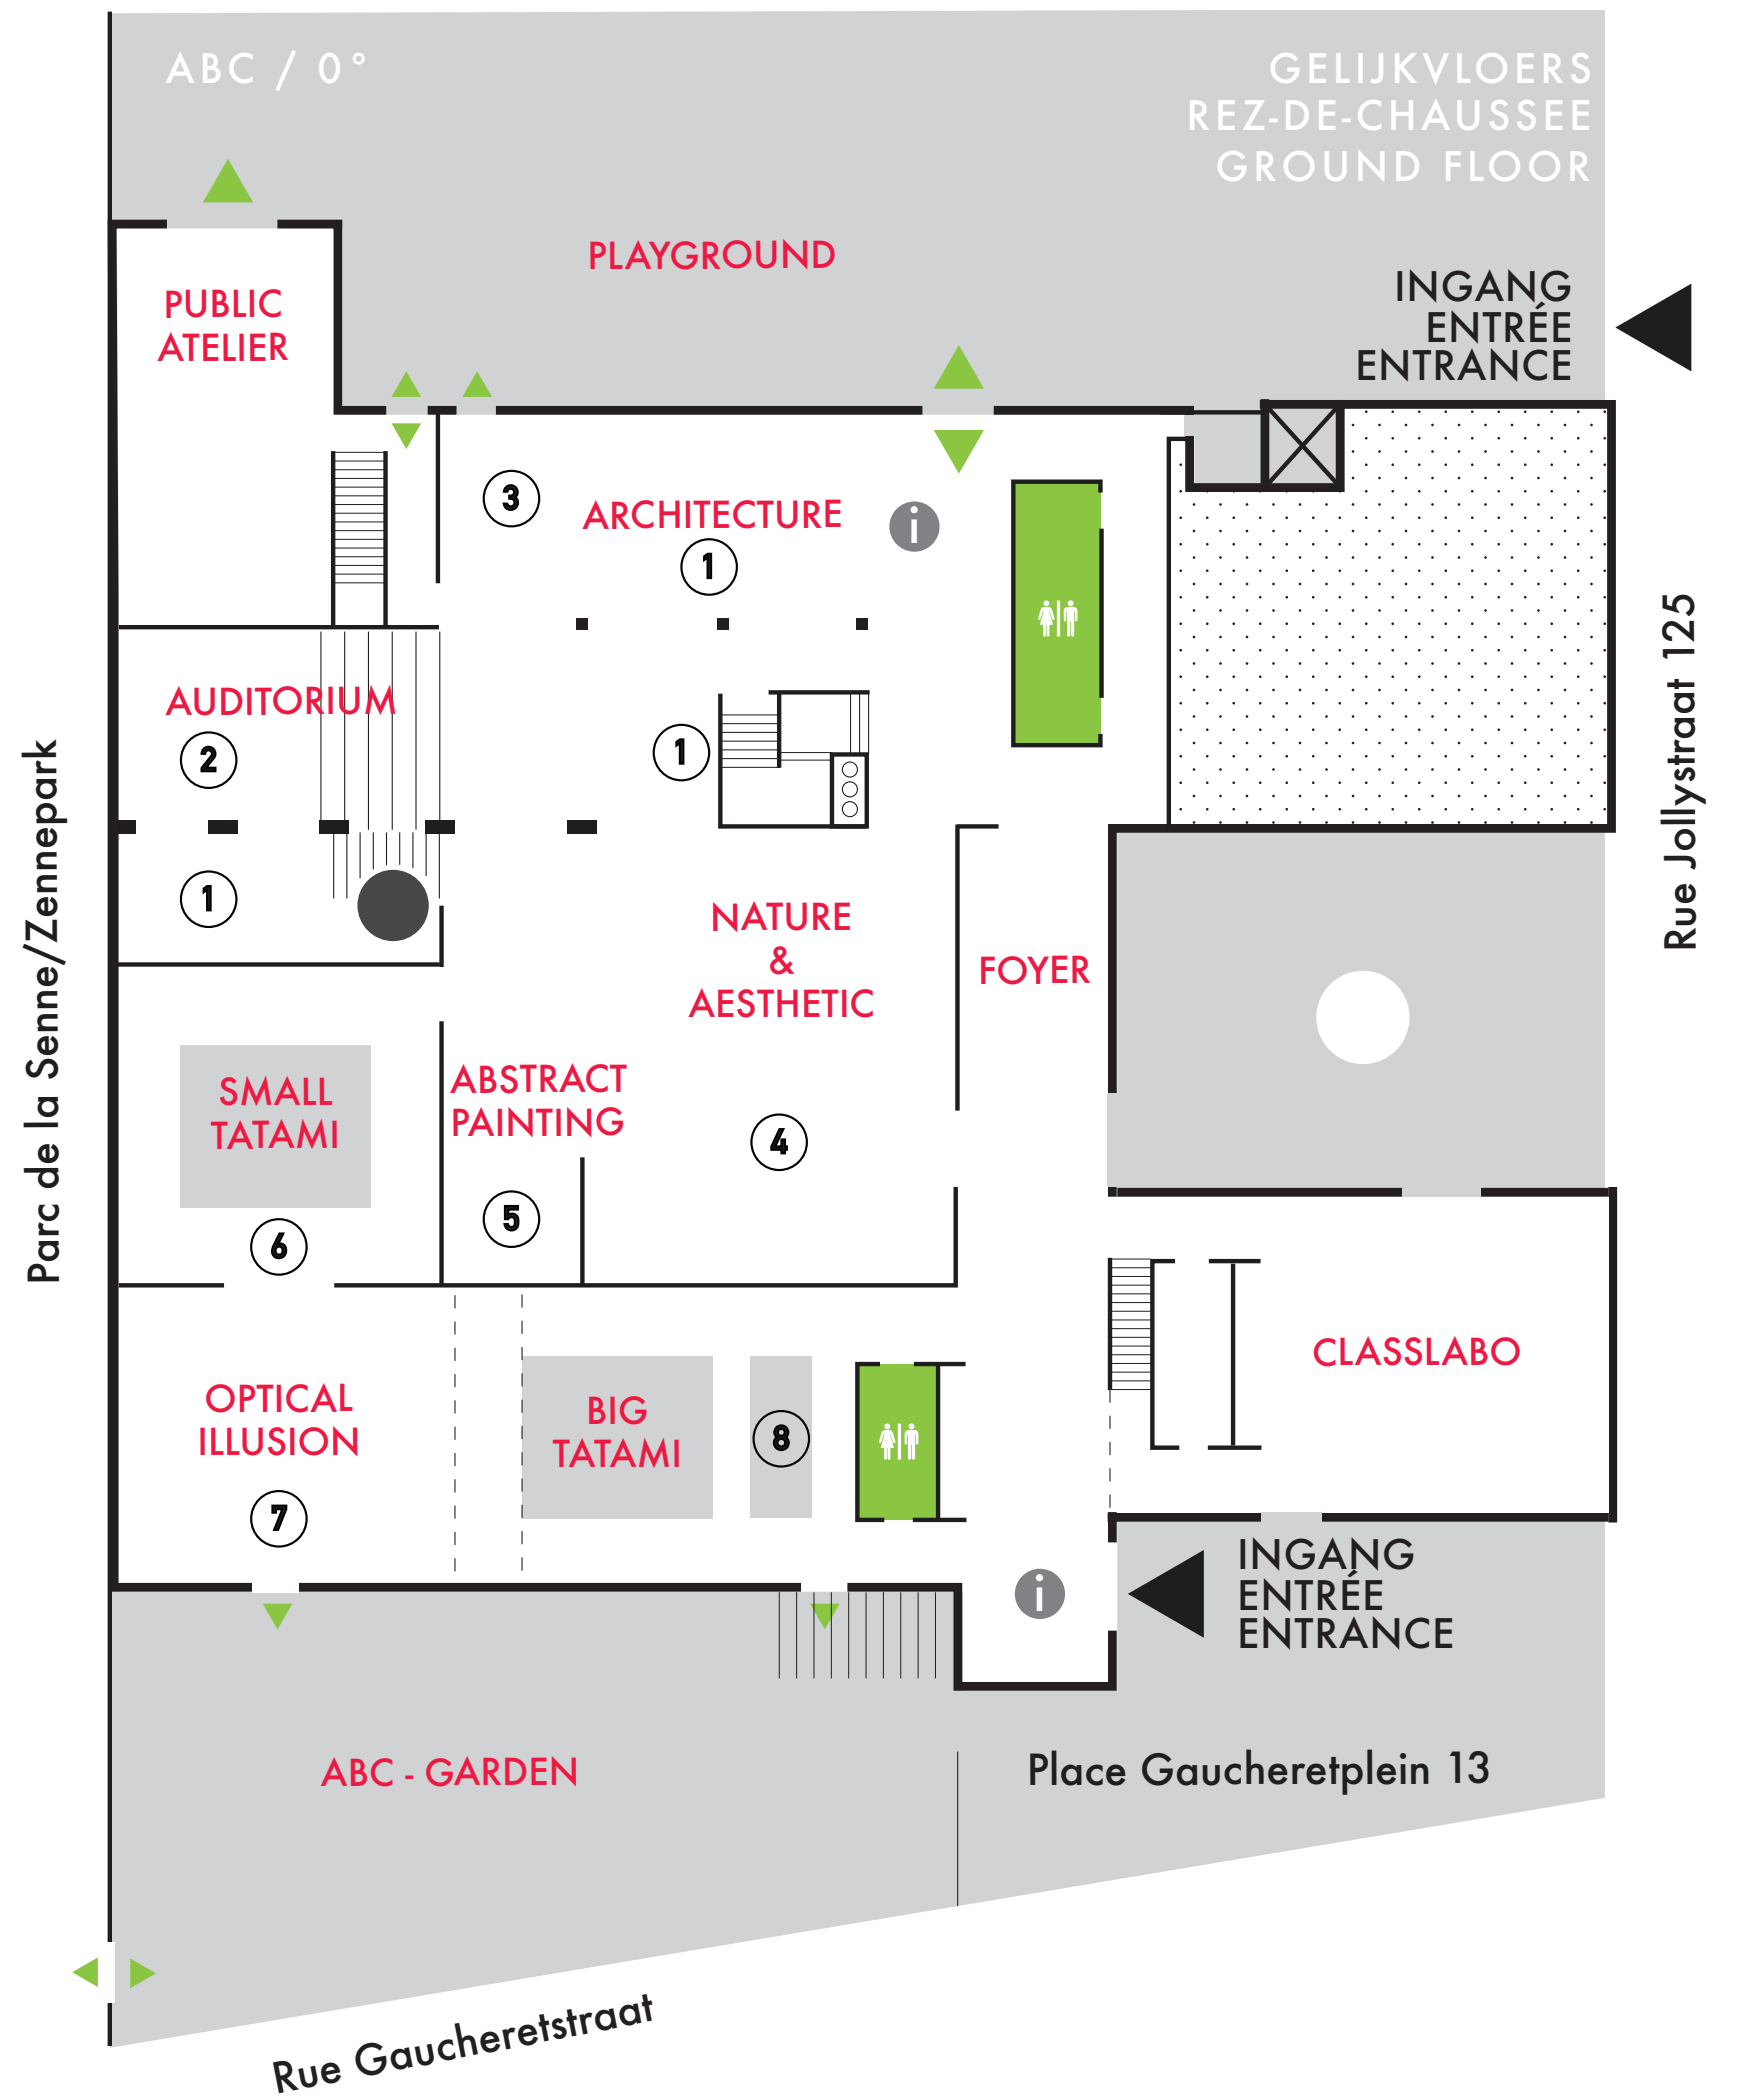 ABC / 0°
GELIJKVLOERS
REZ-DE-CHAUSSEE
GROUND FLOOR
PLAYGROUND
INGANG
ENTRÉE
ENTRANCE
PUBLIC
ATELIER
3
ARCHITECTURE
1
i
AUDITORIUM
2
1
1
Rue Jollystraat 125
Parc de la Senne/Zennepark
NATURE
&
AESTHETIC
FOYER
SMALL
TATAMI
ABSTRACT
PAINTING
4
5
6
OPTICAL
ILLUSION
7
BIG
TATAMI
8
CLASSLABO
i
INGANG
ENTRÉE
ENTRANCE
ABC - GARDEN
Place Gaucheretplein 13
Rue Gaucheretstraat